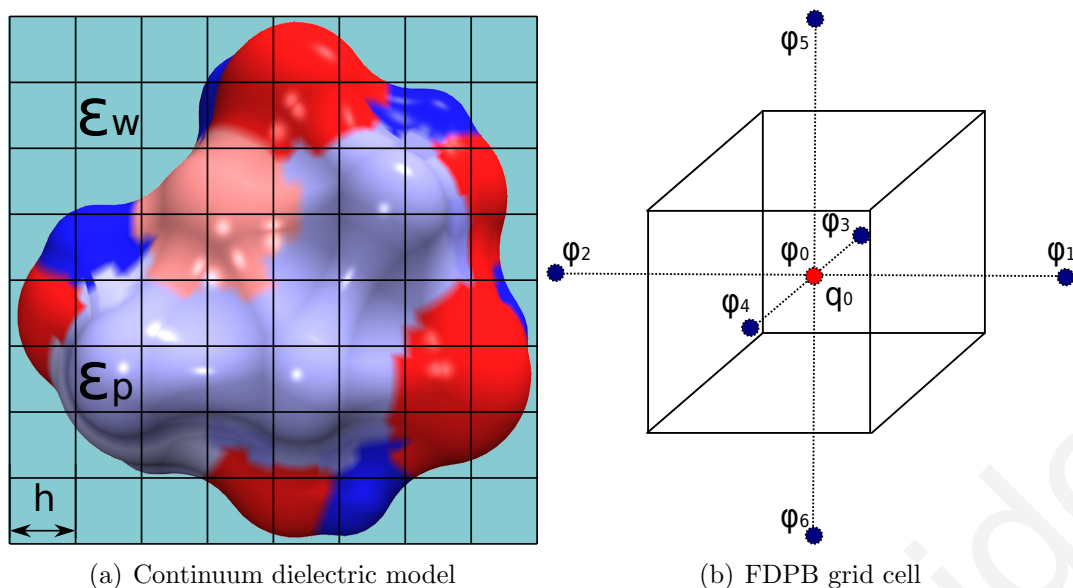 εw
εp
h
φ5
φ3
φ2
φ0
φ1
φ4
q0
φ6
(a) Continuum dielectric model
(b) FDPB grid cell